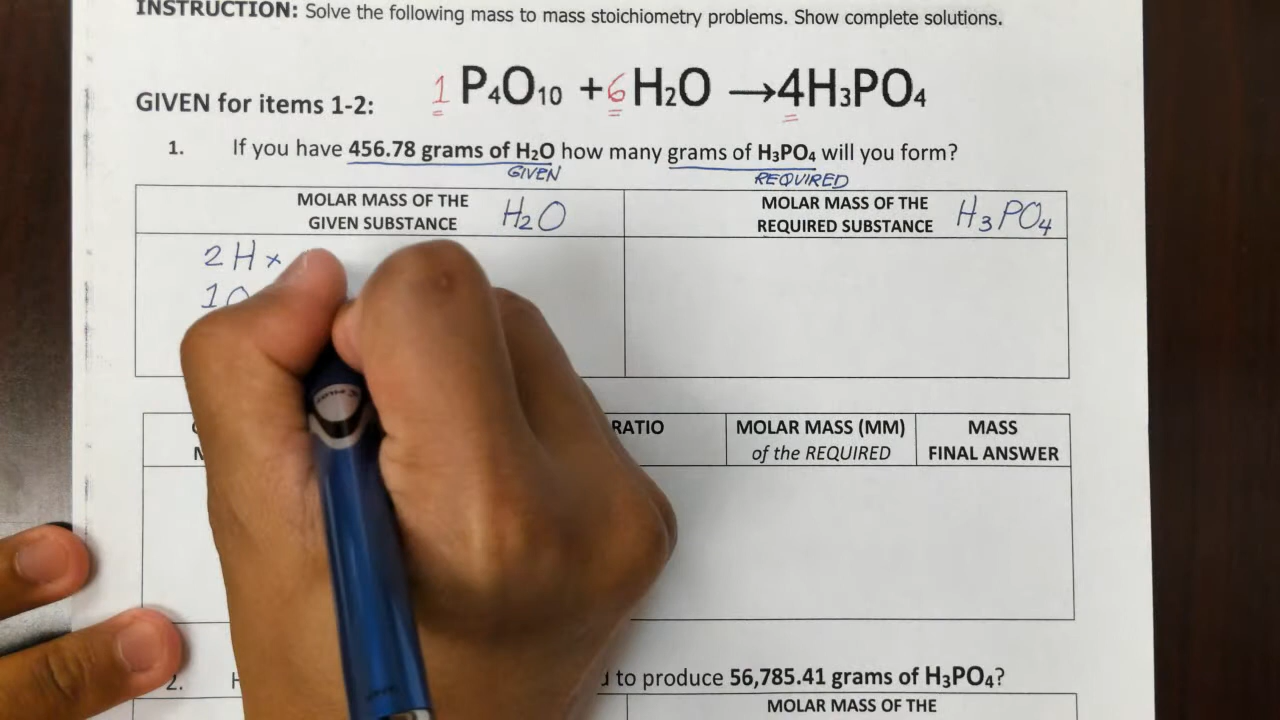 INSTRUCTION: Solve the following mass to mass stoichiometry problems. Show complete solutions.
GIVEN for items 1-2: 1 P₄O₁₀ + 6 H₂O → 4H₃PO₄
1. If you have 456.78 grams of H₂O how many grams of H₃PO₄ will you form?
GIVEN REQUIRED
MOLAR MASS OF THE GIVEN SUBSTANCE H₂O
MOLAR MASS OF THE REQUIRED SUBSTANCE H₃PO₄
2 H ×
1 O
RATIO
MOLAR MASS (MM) of the REQUIRED
MASS FINAL ANSWER
2. to produce 56,785.41 grams of H₃PO₄?
MOLAR MASS OF THE